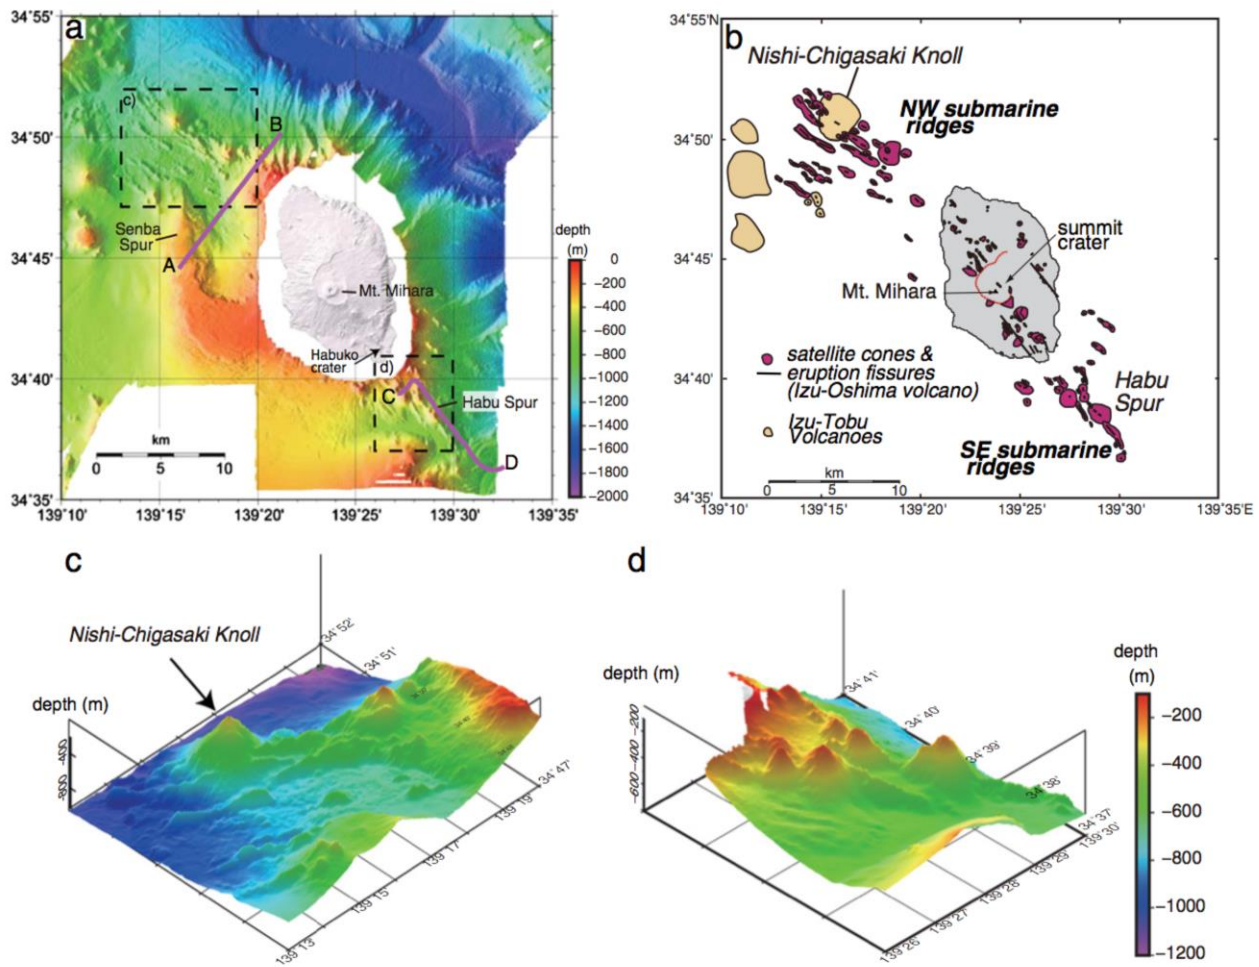 a
34˚55'
34˚50'
34˚45'
34˚40'
34˚35'
139˚10'
139˚15'
139˚20'
139˚25'
139˚30'
139˚35'
c)
B
Senba
Spur
A
Mt. Mihara
Habuko
crater
d)
C
Habu Spur
D
km
0 5 10
depth
(m)
0
−200
−400
−600
−800
−1000
−1200
−1400
−1600
−1800
−2000
b
34˚55'N
34˚50'
34˚45'
34˚40'
34˚35'
139˚10'
139˚15'
139˚20'
139˚25'
139˚30'
139˚35'E
Nishi-Chigasaki Knoll
NW submarine
ridges
summit
crater
Mt. Mihara
satellite cones &
eruption fissures
(Izu-Oshima volcano)
Izu-Tobu
Volcanoes
Habu
Spur
SE submarine
ridges
km
0 5 10
c
Nishi-Chigasaki Knoll
depth (m)
34˚52'
34˚51'
34˚47'
139˚19'
139˚17'
139˚15'
139˚13'
d
depth (m)
−200
−400
−600
34˚41'
34˚40'
34˚39'
34˚38'
34˚37'
139˚30'
139˚29'
139˚28'
139˚27'
139˚26'
depth
(m)
−200
−400
−600
−800
−1000
−1200